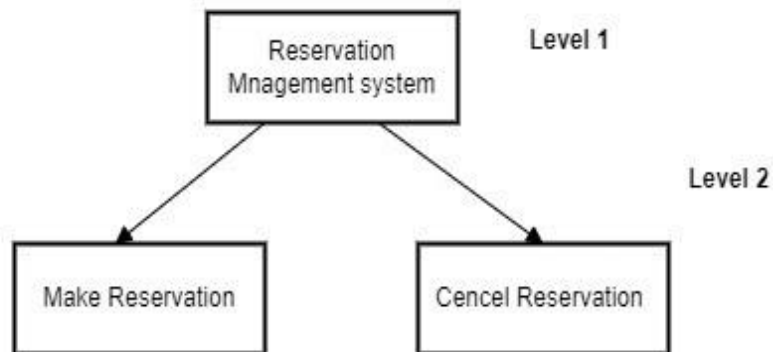 Reservation
Mnagement system
Level 1
Level 2
Make Reservation
Cencel Reservation